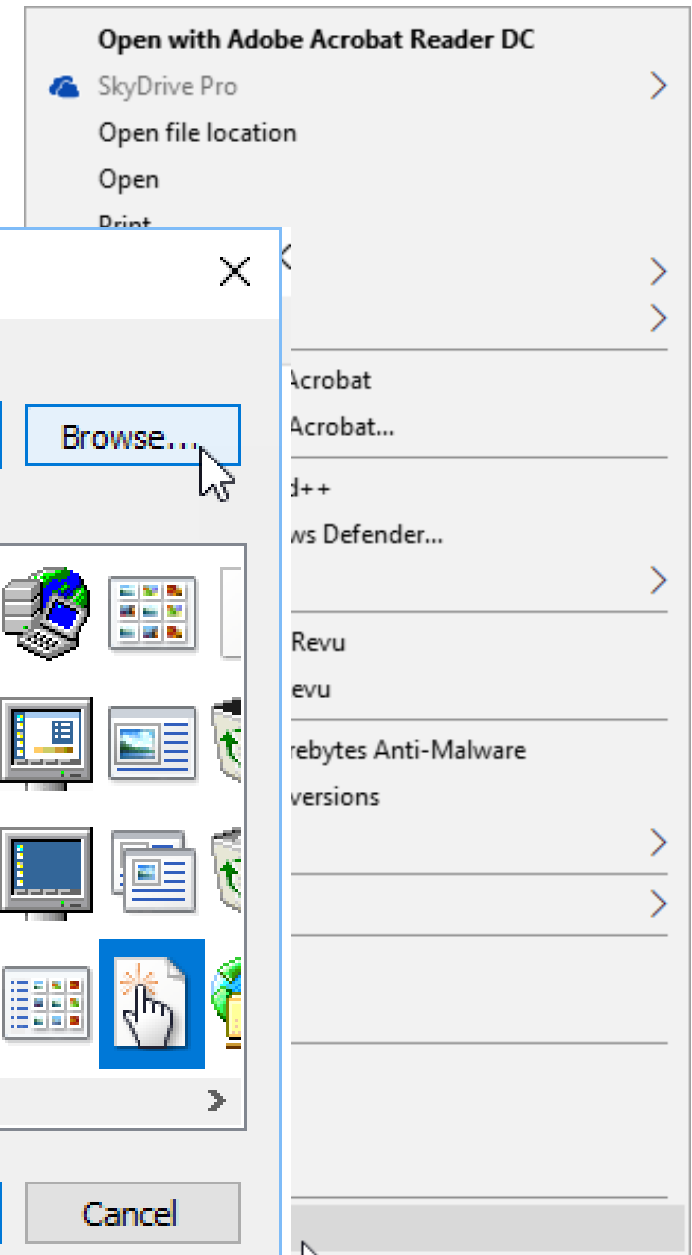 Open with Adobe Acrobat Reader DC
SkyDrive Pro
Open file location
Open
Print
Acrobat
Acrobat...
Browse...
d++
ws Defender...
Revu
evu
rebytes Anti-Malware
versions
Cancel